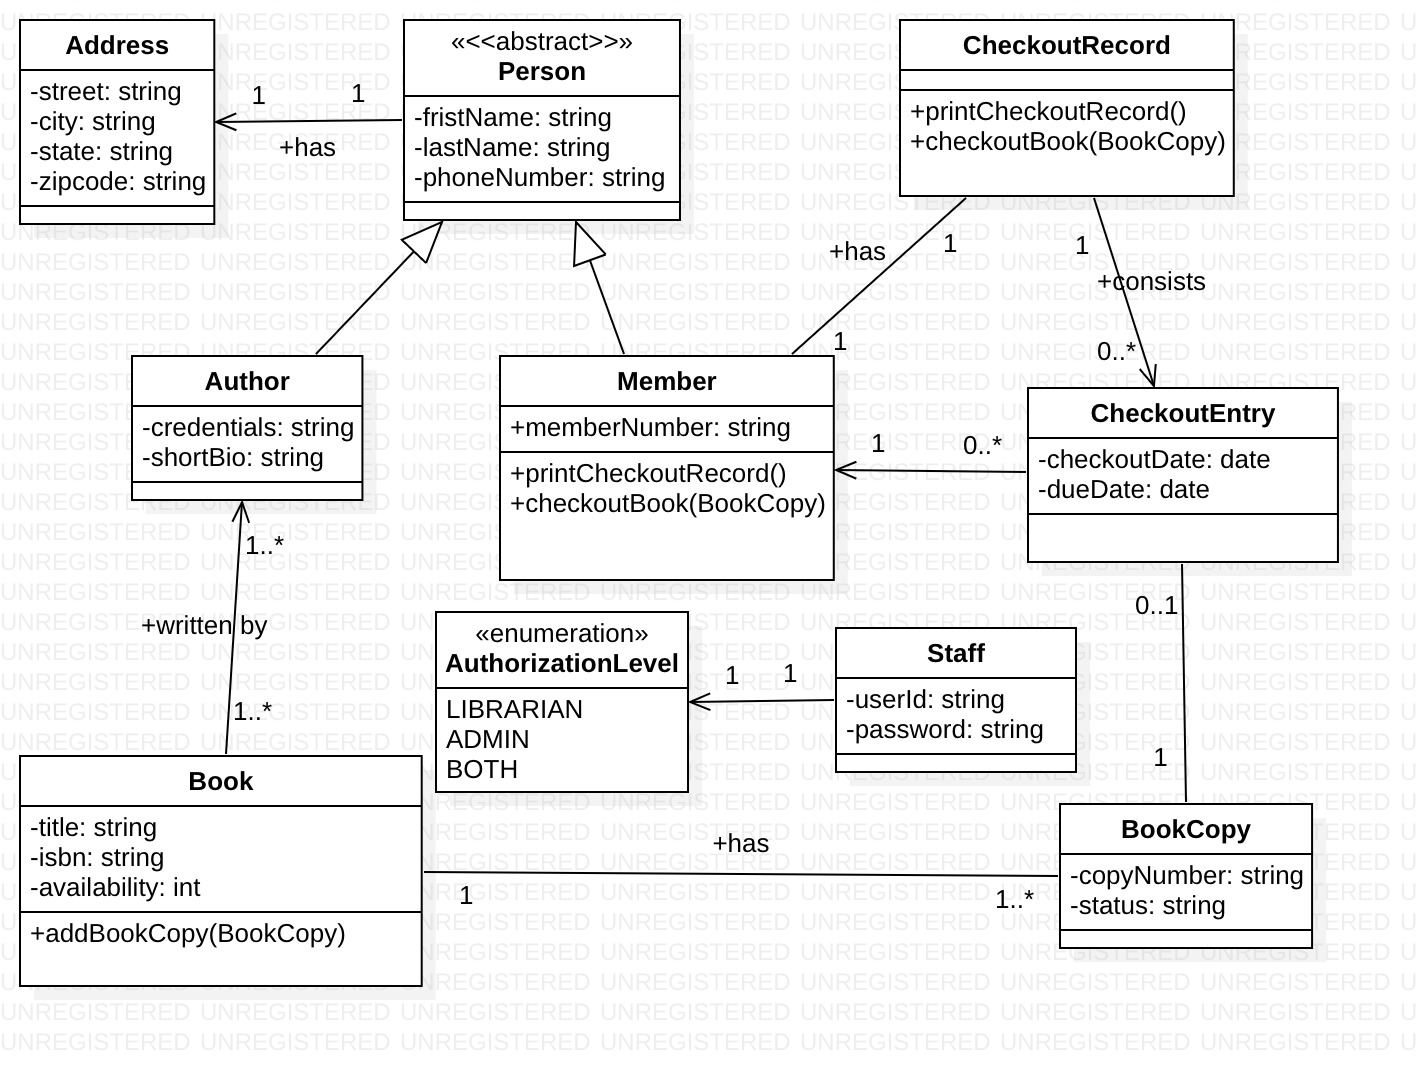 Address
-street: string
-city: string
-state: string
-zipcode: string
1
1
+has
«<<abstract>>»
Person
-fristName: string
-lastName: string
-phoneNumber: string
CheckoutRecord
+printCheckoutRecord()
+checkoutBook(BookCopy)
+has
1
1
1
+consists
0..*
Author
-credentials: string
-shortBio: string
Member
+memberNumber: string
+printCheckoutRecord()
+checkoutBook(BookCopy)
1
0..*
CheckoutEntry
-checkoutDate: date
-dueDate: date
1..*
+written by
1..*
«enumeration»
AuthorizationLevel
LIBRARIAN
ADMIN
BOTH
1
1
Staff
-userId: string
-password: string
0..1
1
Book
-title: string
-isbn: string
-availability: int
+addBookCopy(BookCopy)
+has
1
1..*
BookCopy
-copyNumber: string
-status: string
UNREGISTERED